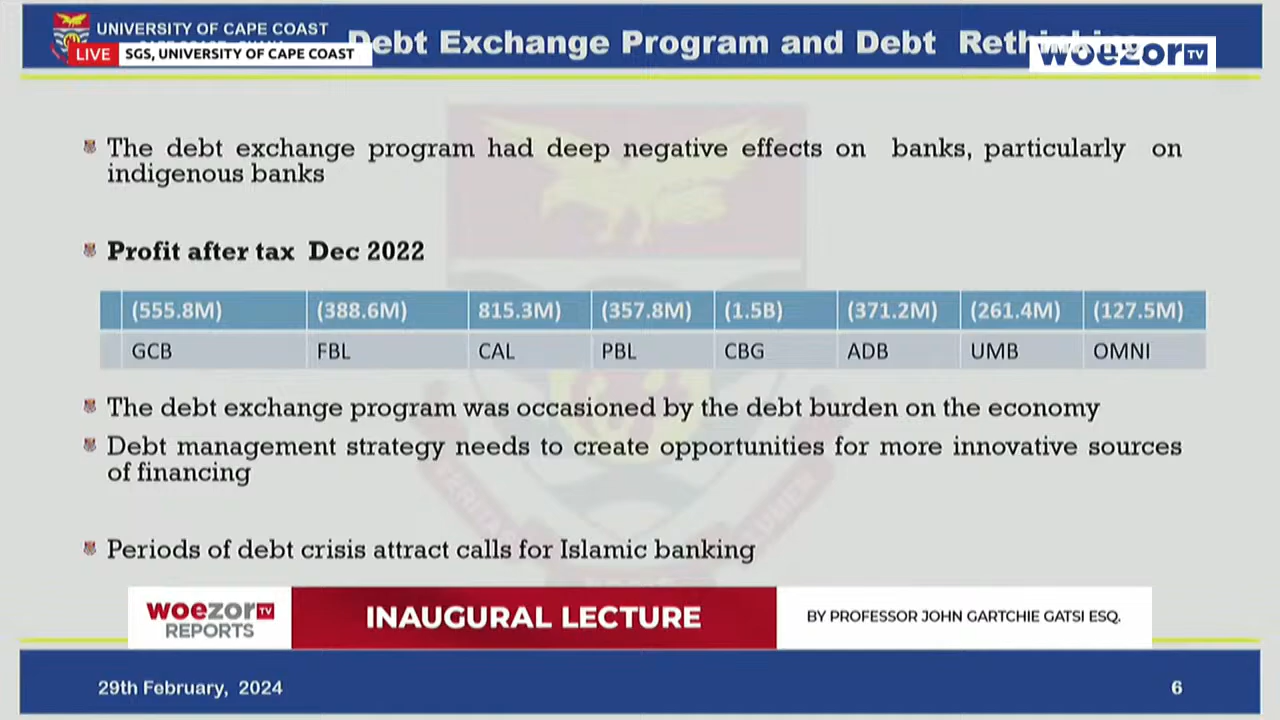 UNIVERSITY OF CAPE COAST
LIVE SGS, UNIVERSITY OF CAPE COAST
Debt Exchange Program and Debt Rethinking
woezor TV
The debt exchange program had deep negative effects on banks, particularly on
indigenous banks
Profit after tax Dec 2022
(555.8M) (388.6M) 815.3M) (357.8M) (1.5B) (371.2M) (261.4M) (127.5M)
GCB FBL CAL PBL CBG ADB UMB OMNI
The debt exchange program was occasioned by the debt burden on the economy
Debt management strategy needs to create opportunities for more innovative sources
of financing
Periods of debt crisis attract calls for Islamic banking
woezor TV
REPORTS
INAUGURAL LECTURE
BY PROFESSOR JOHN GARTCHIE GATSI ESQ.
29th February, 2024
6